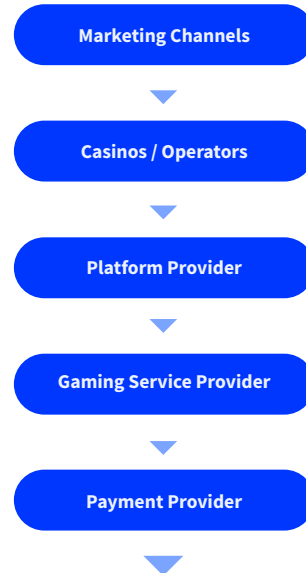 Marketing Channels
Casinos / Operators
Platform Provider
Gaming Service Provider
Payment Provider